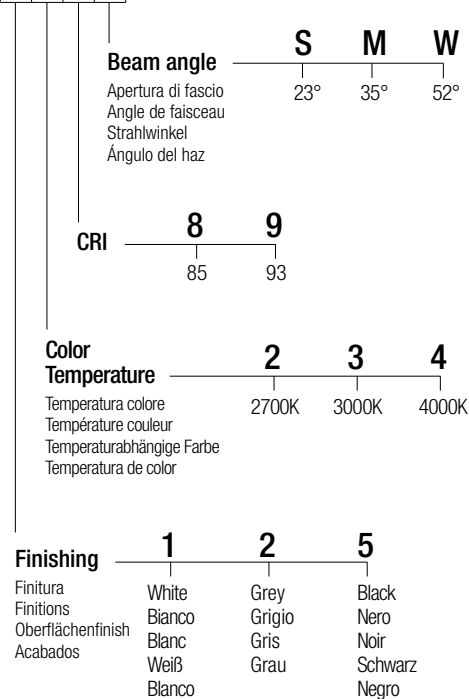 S M W
Beam angle
23° 35° 52°
Apertura di fascio
Angle de faisceau
Strahlwinkel
Ángulo del haz
8 9
CRI
85 93
Color
Temperature
2 3 4
2700K 3000K 4000K
Temperatura colore
Température couleur
Temperaturabhängige Farbe
Temperatura de color
1 2 5
Finishing
Finitura
Finitions
Oberflächenfinish
Acabados
White Grey Black
Bianco Grigio Nero
Blanc Gris Noir
Weiß Grau Schwarz
Blanco Negro